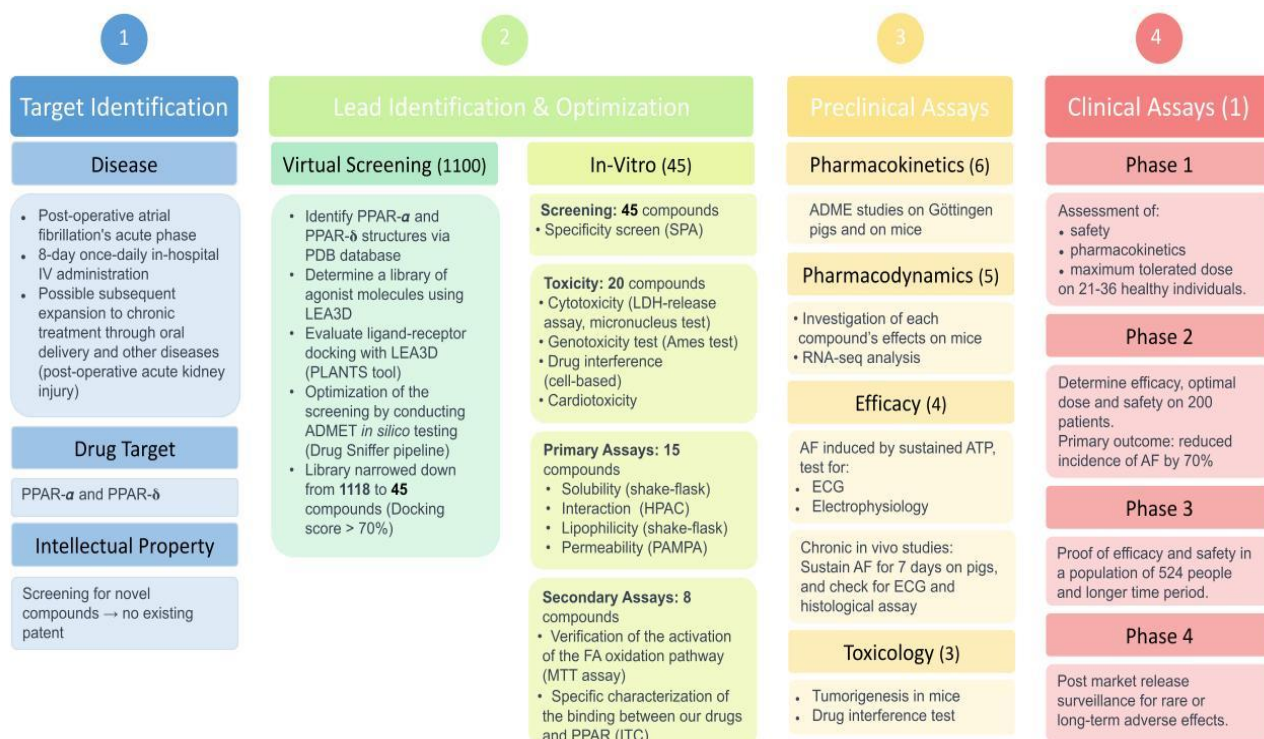 1
Target Identification
Disease
• Post-operative atrial
fibrillation's acute phase
• 8-day once-daily in-hospital
IV administration
• Possible subsequent
expansion to chronic
treatment through oral
delivery and other diseases
(post-operative acute kidney
injury)
Drug Target
PPAR-α and PPAR-δ
Intellectual Property
Screening for novel
compounds → no existing
patent
2
Lead Identification & Optimization
Virtual Screening (1100)
• Identify PPAR-α and
PPAR-δ structures via
PDB database
• Determine a library of
agonist molecules using
LEA3D
• Evaluate ligand-receptor
docking with LEA3D
(PLANTS tool)
• Optimization of the
screening by conducting
ADMET in silico testing
(Drug Sniffer pipeline)
• Library narrowed down
from 1118 to 45
compounds (Docking
score > 70%)
In-Vitro (45)
Screening: 45 compounds
• Specificity screen (SPA)
Toxicity: 20 compounds
• Cytotoxicity (LDH-release
assay, micronucleus test)
• Genotoxicity test (Ames test)
• Drug interference
(cell-based)
• Cardiotoxicity
Primary Assays: 15
compounds
• Solubility (shake-flask)
• Interaction (HPAC)
• Lipophilicity (shake-flask)
• Permeability (PAMPA)
Secondary Assays: 8
compounds
• Verification of the activation
of the FA oxidation pathway
(MTT assay)
• Specific characterization of
the binding between our drugs
and PPAR (ITC)
3
Preclinical Assays
Pharmacokinetics (6)
ADME studies on Göttingen
pigs and on mice
Pharmacodynamics (5)
• Investigation of each
compound's effects on mice
• RNA-seq analysis
Efficacy (4)
AF induced by sustained ATP,
test for:
• ECG
• Electrophysiology
Chronic in vivo studies:
Sustain AF for 7 days on pigs,
and check for ECG and
histological assay
Toxicology (3)
• Tumorigenesis in mice
• Drug interference test
4
Clinical Assays (1)
Phase 1
Assessment of:
• safety
• pharmacokinetics
• maximum tolerated dose
on 21-36 healthy individuals.
Phase 2
Determine efficacy, optimal
dose and safety on 200
patients.
Primary outcome: reduced
incidence of AF by 70%
Phase 3
Proof of efficacy and safety in
a population of 524 people
and longer time period.
Phase 4
Post market release
surveillance for rare or
long-term adverse effects.